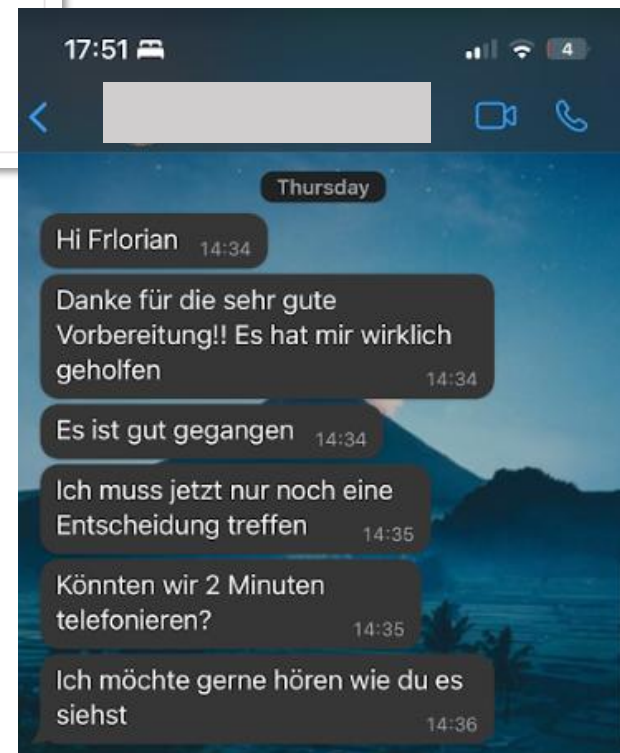 17:51
4
Thursday
Hi Frlorian 14:34
Danke für die sehr gute
Vorbereitung!! Es hat mir wirklich
geholfen 14:34
Es ist gut gegangen 14:34
Ich muss jetzt nur noch eine
Entscheidung treffen 14:35
Könnten wir 2 Minuten
telefonieren? 14:35
Ich möchte gerne hören wie du es
siehst 14:36